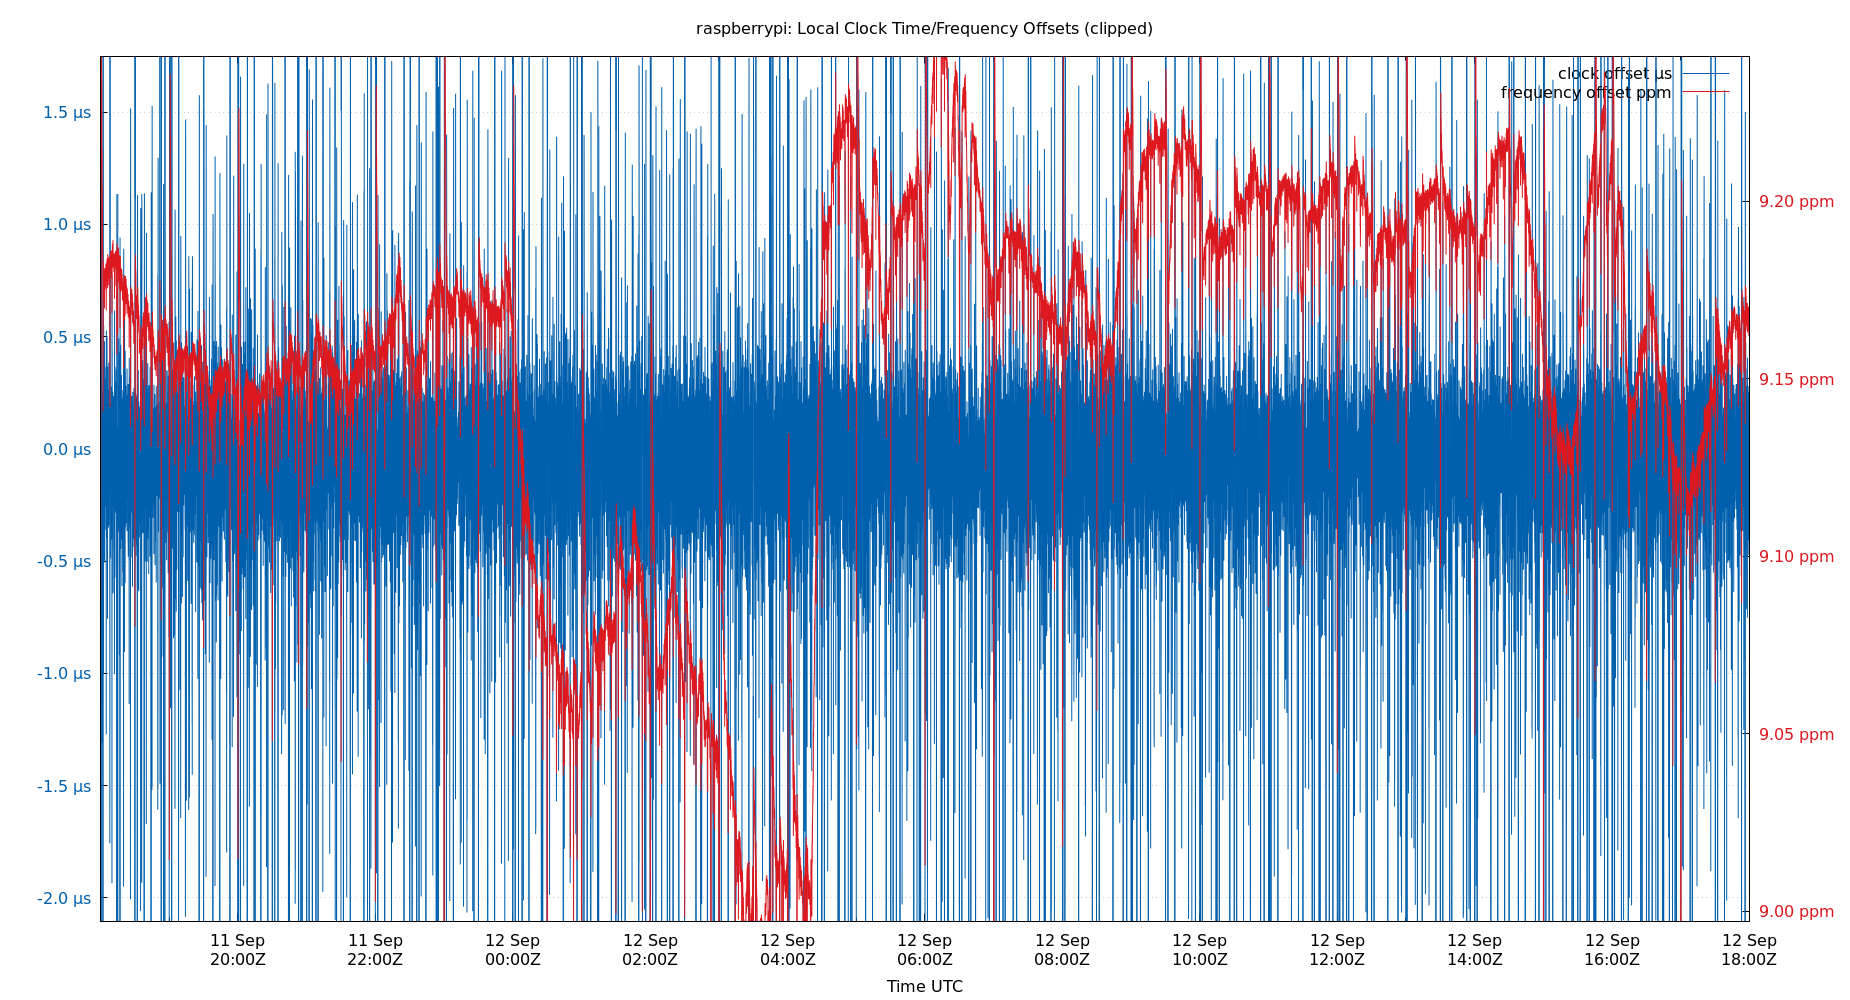 raspberrypi: Local Clock Time/Frequency Offsets (clipped)
clock offset µs
frequency offset ppm
1.5 µs
1.0 µs
0.5 µs
0.0 µs
-0.5 µs
-1.0 µs
-1.5 µs
-2.0 µs
9.20 ppm
9.15 ppm
9.10 ppm
9.05 ppm
9.00 ppm
11 Sep 11 Sep 12 Sep 12 Sep 12 Sep 12 Sep 12 Sep 12 Sep 12 Sep 12 Sep 12 Sep 12 Sep
20:00Z 22:00Z 00:00Z 02:00Z 04:00Z 06:00Z 08:00Z 10:00Z 12:00Z 14:00Z 16:00Z 18:00Z
Time UTC